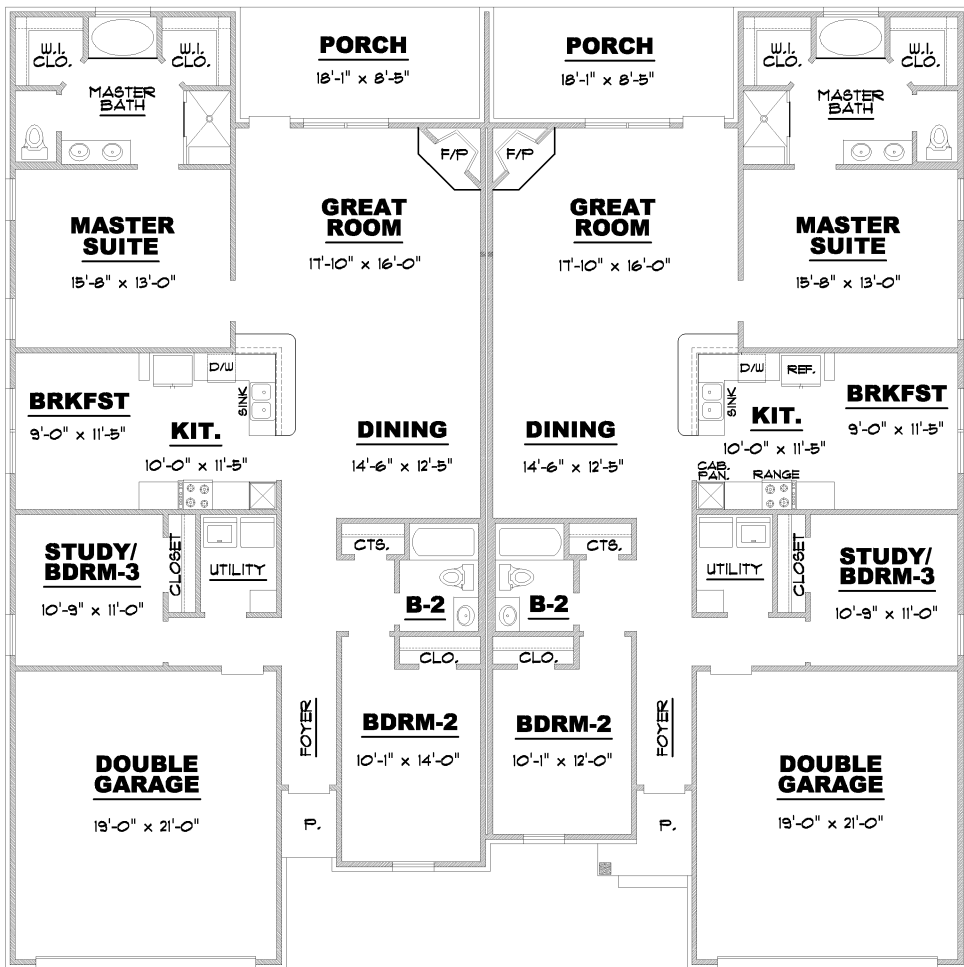 W.I.
CLO.
W.I.
CLO.
MASTER
BATH
PORCH
18'-1" x 8'-5"
F/P
GREAT
ROOM
17'-10" x 16'-0"
MASTER
SUITE
15'-8" x 13'-0"
BRKFST
9'-0" x 11'-5"
D/W
SINK
KIT.
10'-0" x 11'-5"
DINING
14'-6" x 12'-5"
STUDY/
BDRM-3
10'-9" x 11'-0"
CLOSET
UTILITY
CTS.
B-2
CLO.
BDRM-2
10'-1" x 14'-0"
FOYER
DOUBLE
GARAGE
19'-0" x 21'-0"
P.
PORCH
18'-1" x 8'-5"
W.I.
CLO.
W.I.
CLO.
MASTER
BATH
F/P
GREAT
ROOM
17'-10" x 16'-0"
MASTER
SUITE
15'-8" x 13'-0"
D/W
REF.
SINK
KIT.
10'-0" x 11'-5"
BRKFST
9'-0" x 11'-5"
DINING
14'-6" x 12'-5"
CAB.
PAN.
RANGE
CTS.
B-2
UTILITY
CLOSET
STUDY/
BDRM-3
10'-9" x 11'-0"
CLO.
BDRM-2
10'-1" x 12'-0"
FOYER
P.
DOUBLE
GARAGE
19'-0" x 21'-0"